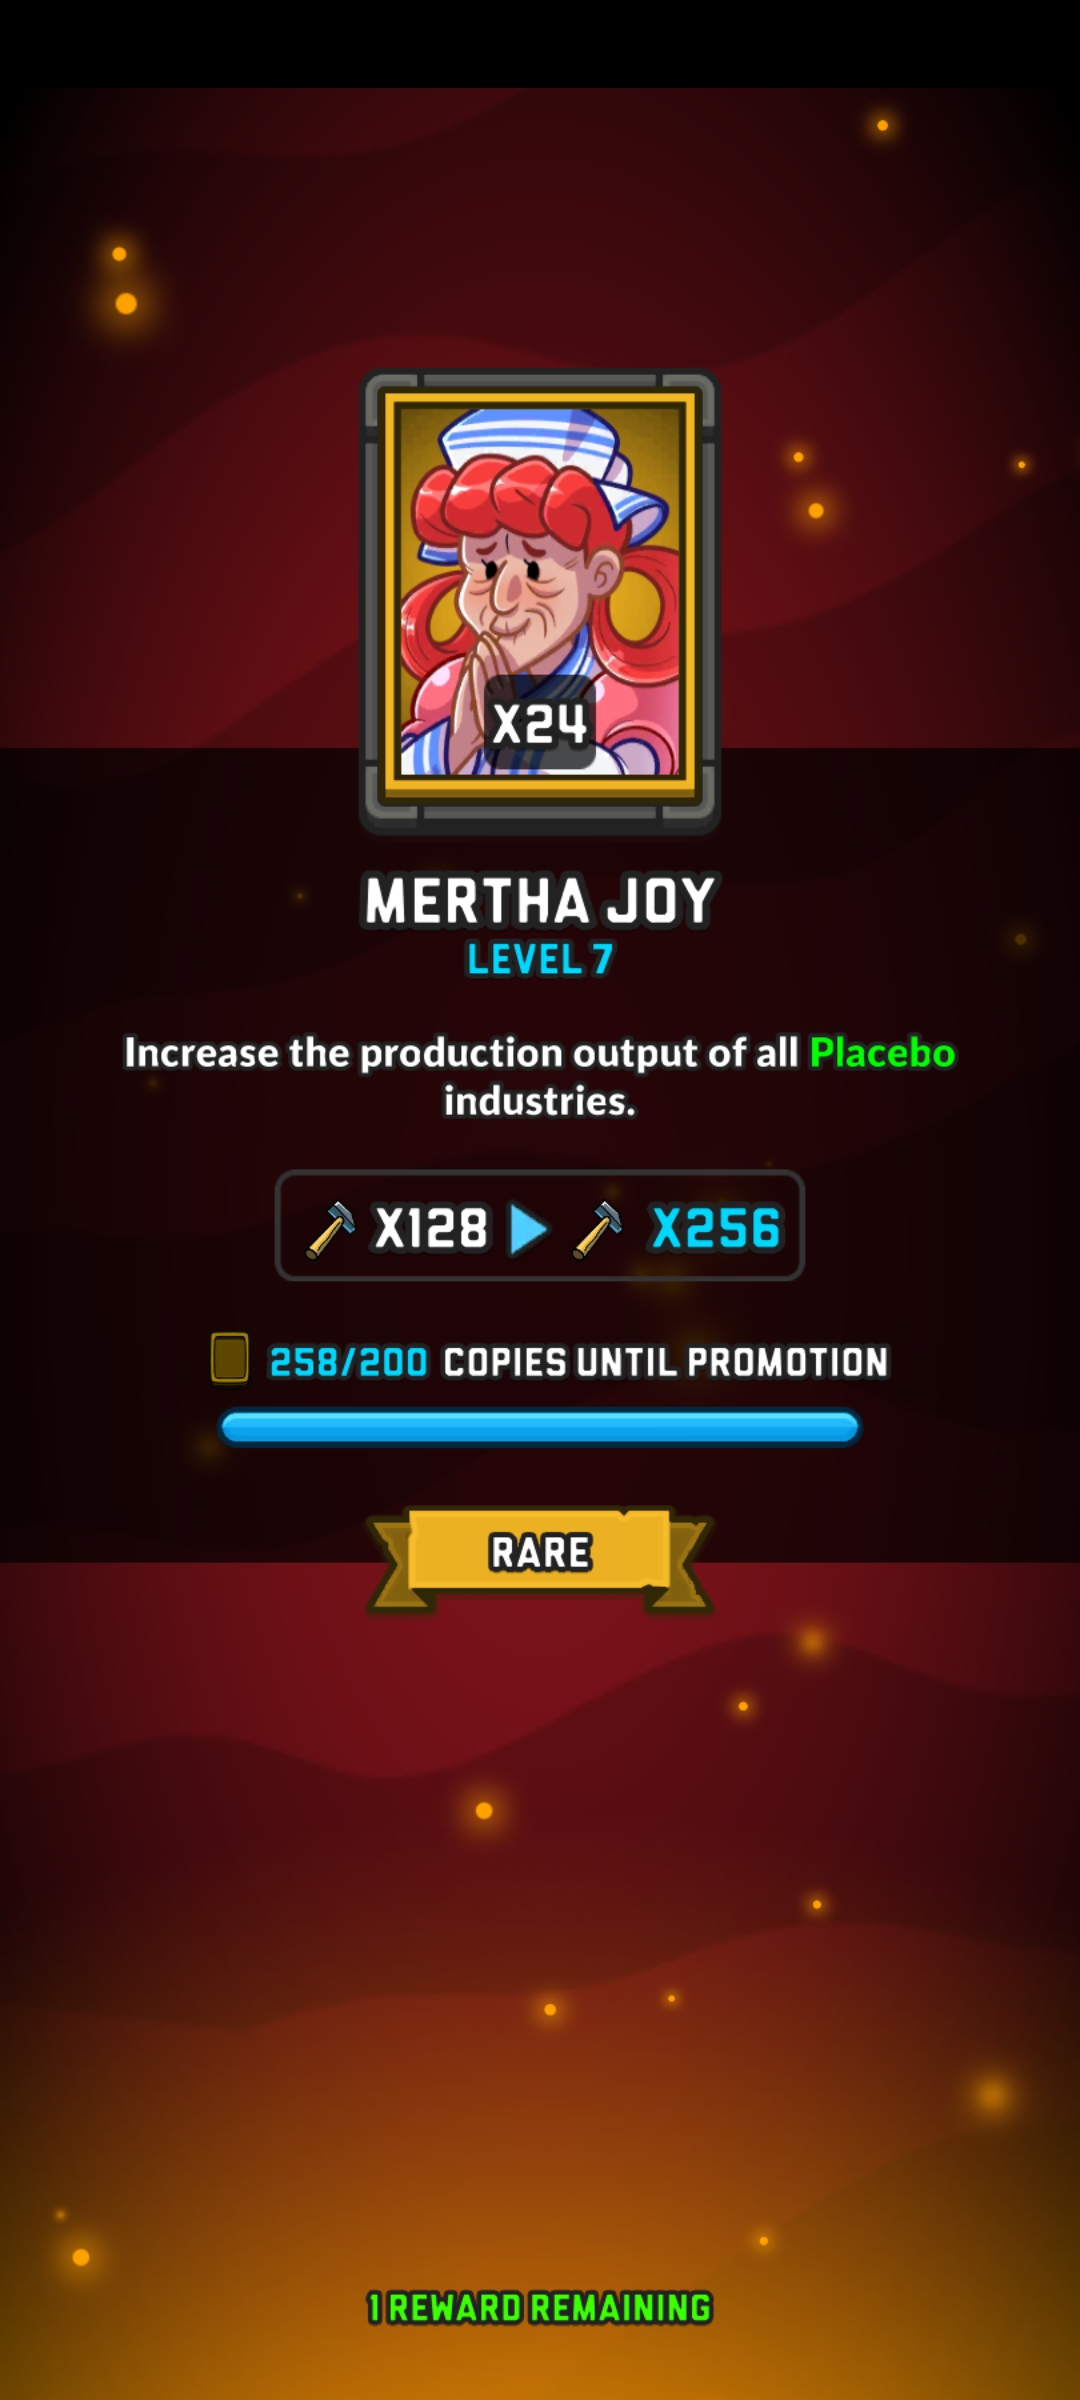 X24
MERTHA JOY
LEVEL 7
Increase the production output of all Placebo
industries.
X128 X256
258/200 COPIES UNTIL PROMOTION
RARE
1 REWARD REMAINING